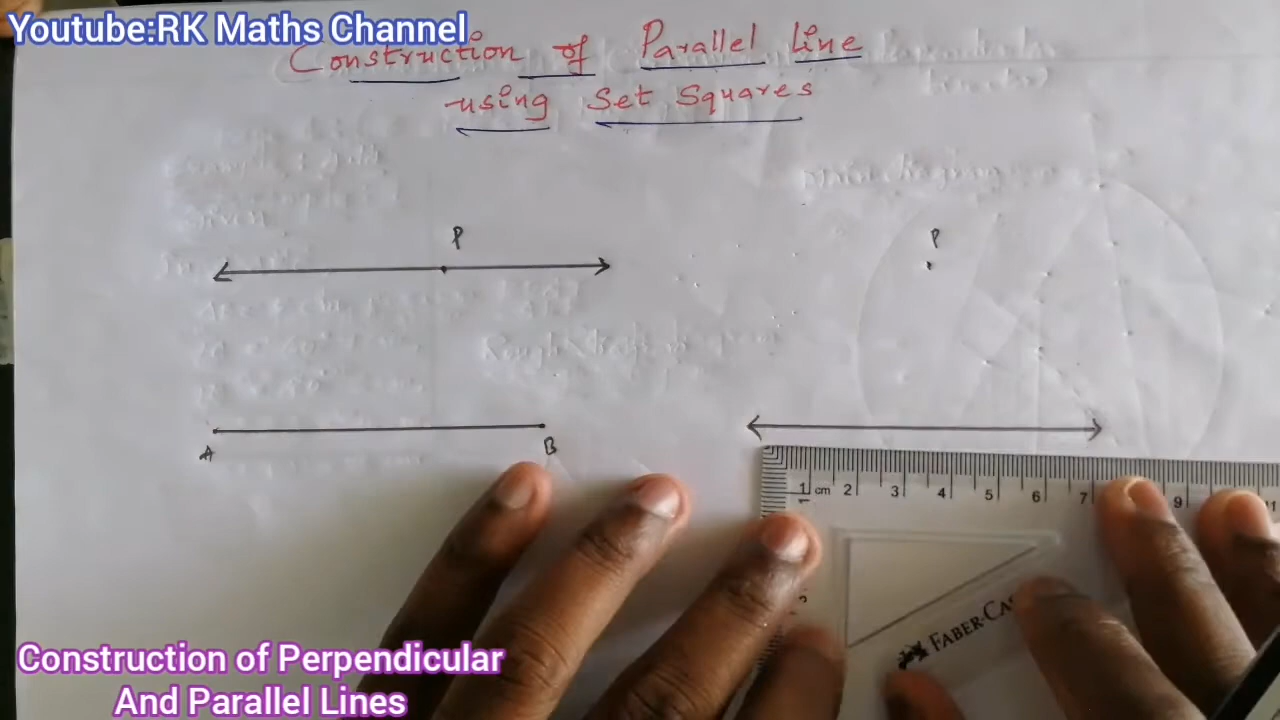 Youtube:RK Maths Channel
Construction of Parallel line
using Set Squares
P
P
A
B
1 cm 2 3 4 5 6 7 9 11
FABER-CAS
Construction of Perpendicular
And Parallel Lines